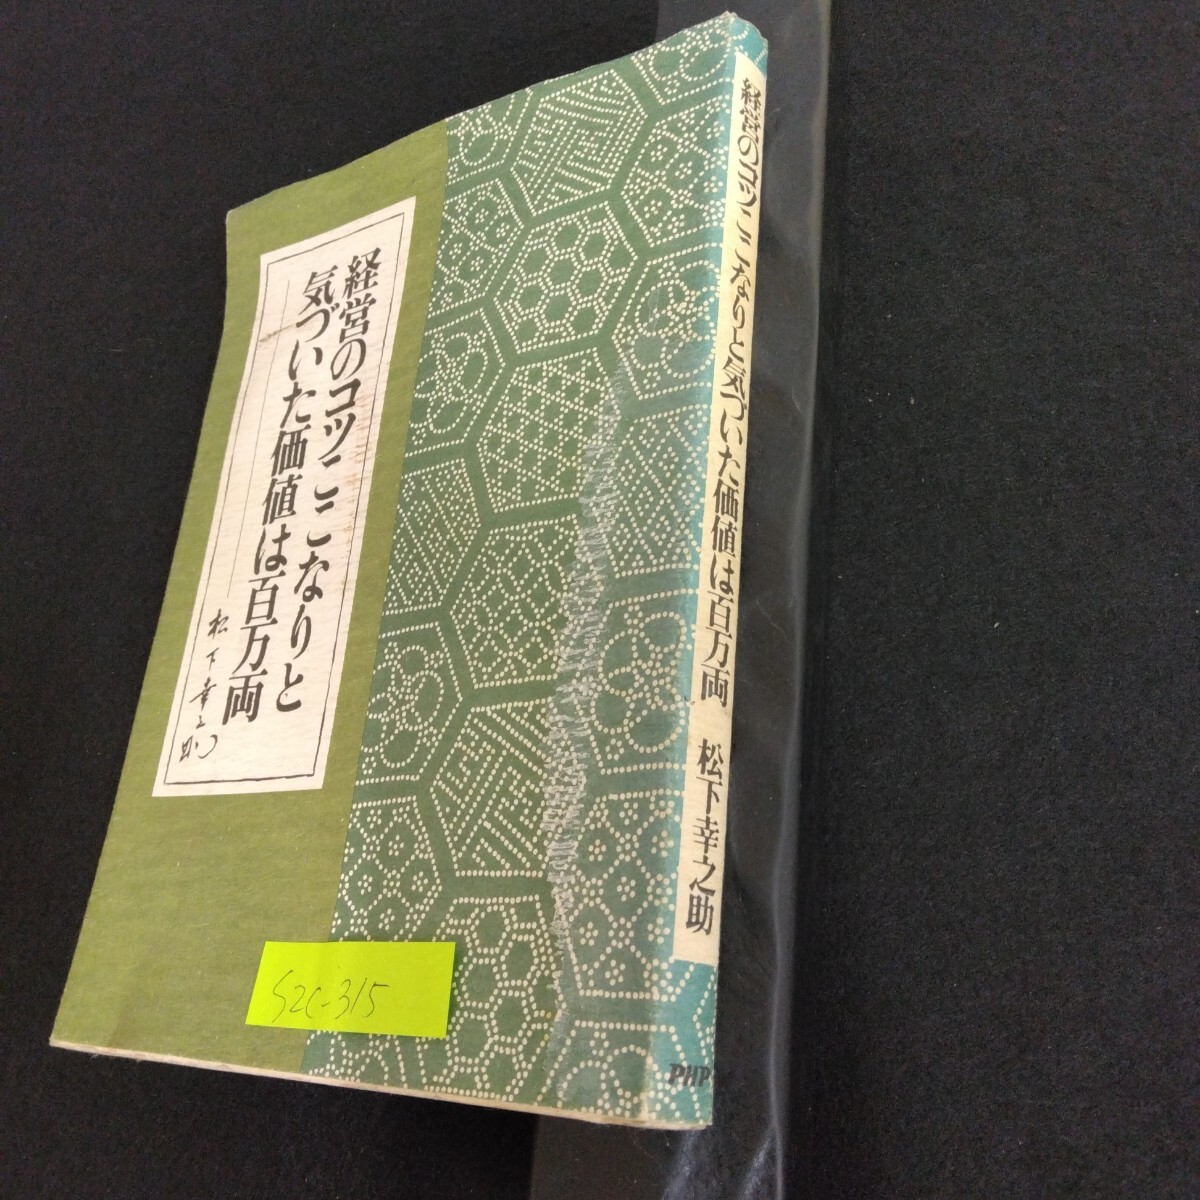 経営のコツここなりと
気づいた価値は百万両
松下幸之助
経営のコツここなりと気づいた価値は百万両 松下幸之助
PHP
S2C-315